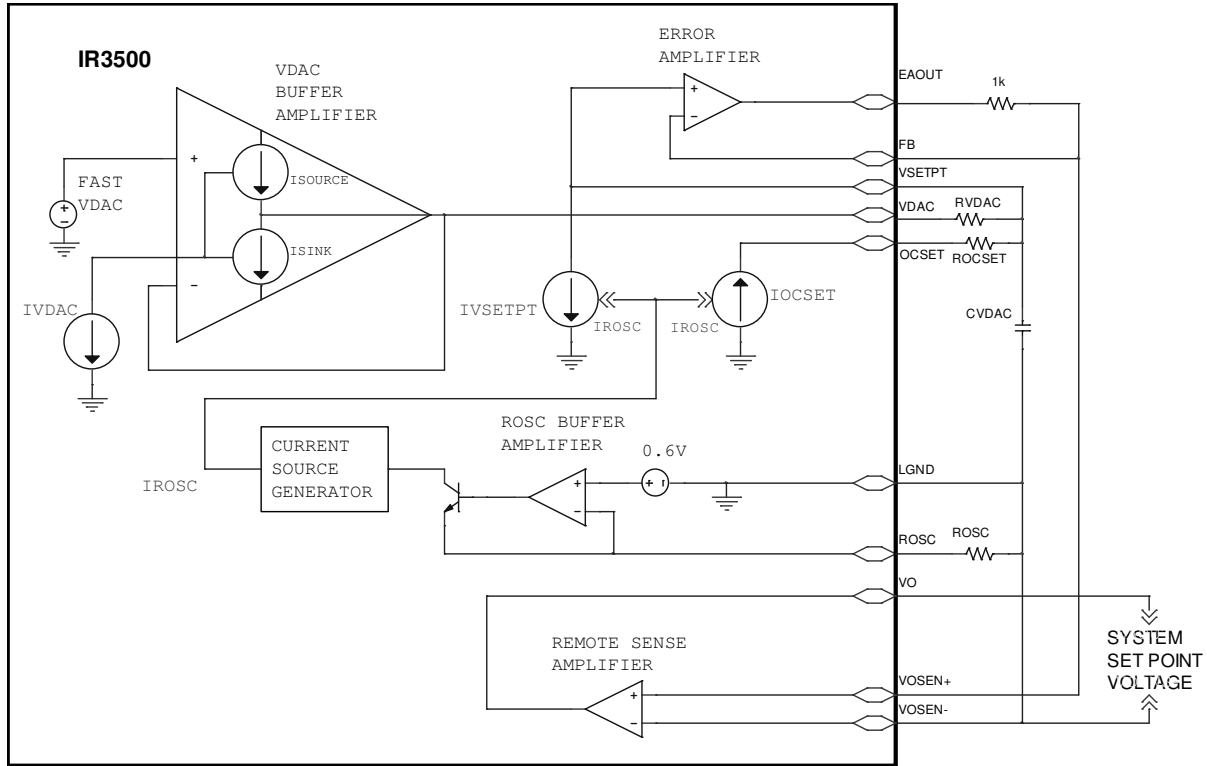 IR3500
VDAC
BUFFER
AMPLIFIER
ERROR
AMPLIFIER
EAOUT
1k
+
−
FB
VSETPT
VDAC
RVDAC
OCSET
ROCSET
+
ISOURCE
FAST
VDAC
+
−
ISINK
−
IVDAC
IVSETPT
IROSC
IROSC
IOCSET
CVDAC
ROSC BUFFER
AMPLIFIER
0.6V
CURRENT
SOURCE
GENERATOR
IROSC
+
−
+
LGND
ROSC
ROSC
VO
REMOTE SENSE
AMPLIFIER
+
−
VOSEN+
VOSEN-
SYSTEM
SET POINT
VOLTAGE